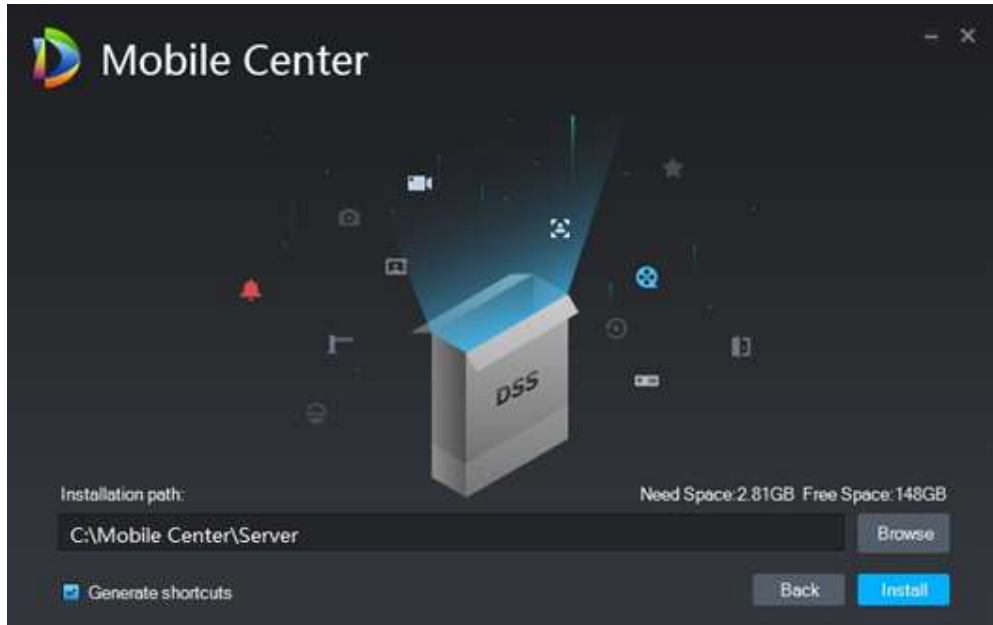 Mobile Center
DSS
Installation path:
Need Space:2.81GB Free Space:148GB
C:\Mobile Center\Server
Browse
Generate shortcuts
Back
Install